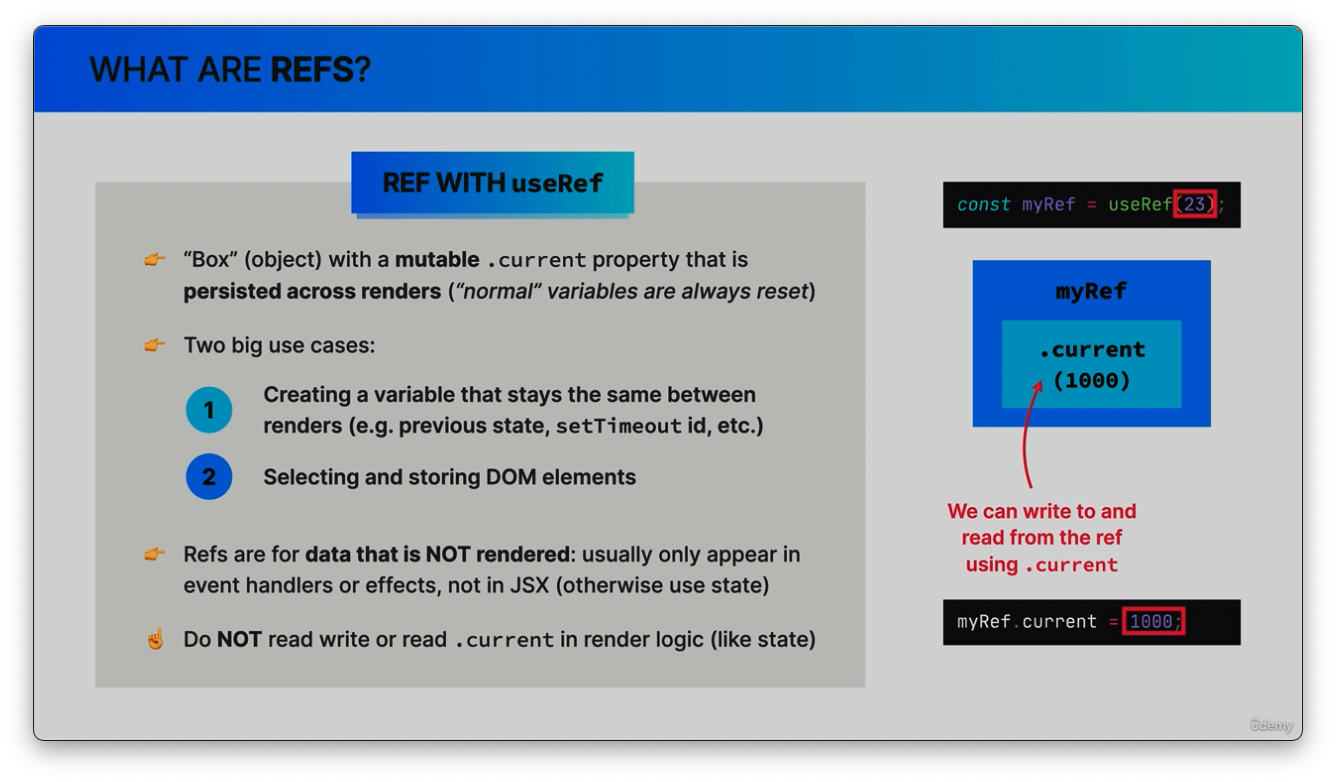 WHAT ARE REFS?
REF WITH useRef
"Box" (object) with a mutable .current property that is
persisted across renders ("normal" variables are always reset)
Two big use cases:
1
Creating a variable that stays the same between
renders (e.g. previous state, setTimeout id, etc.)
2
Selecting and storing DOM elements
Refs are for data that is NOT rendered: usually only appear in
event handlers or effects, not in JSX (otherwise use state)
Do NOT read write or read .current in render logic (like state)
const myRef = useRef(23);
myRef
.current
(1000)
We can write to and
read from the ref
using .current
myRef.current = 1000;
ûdemy